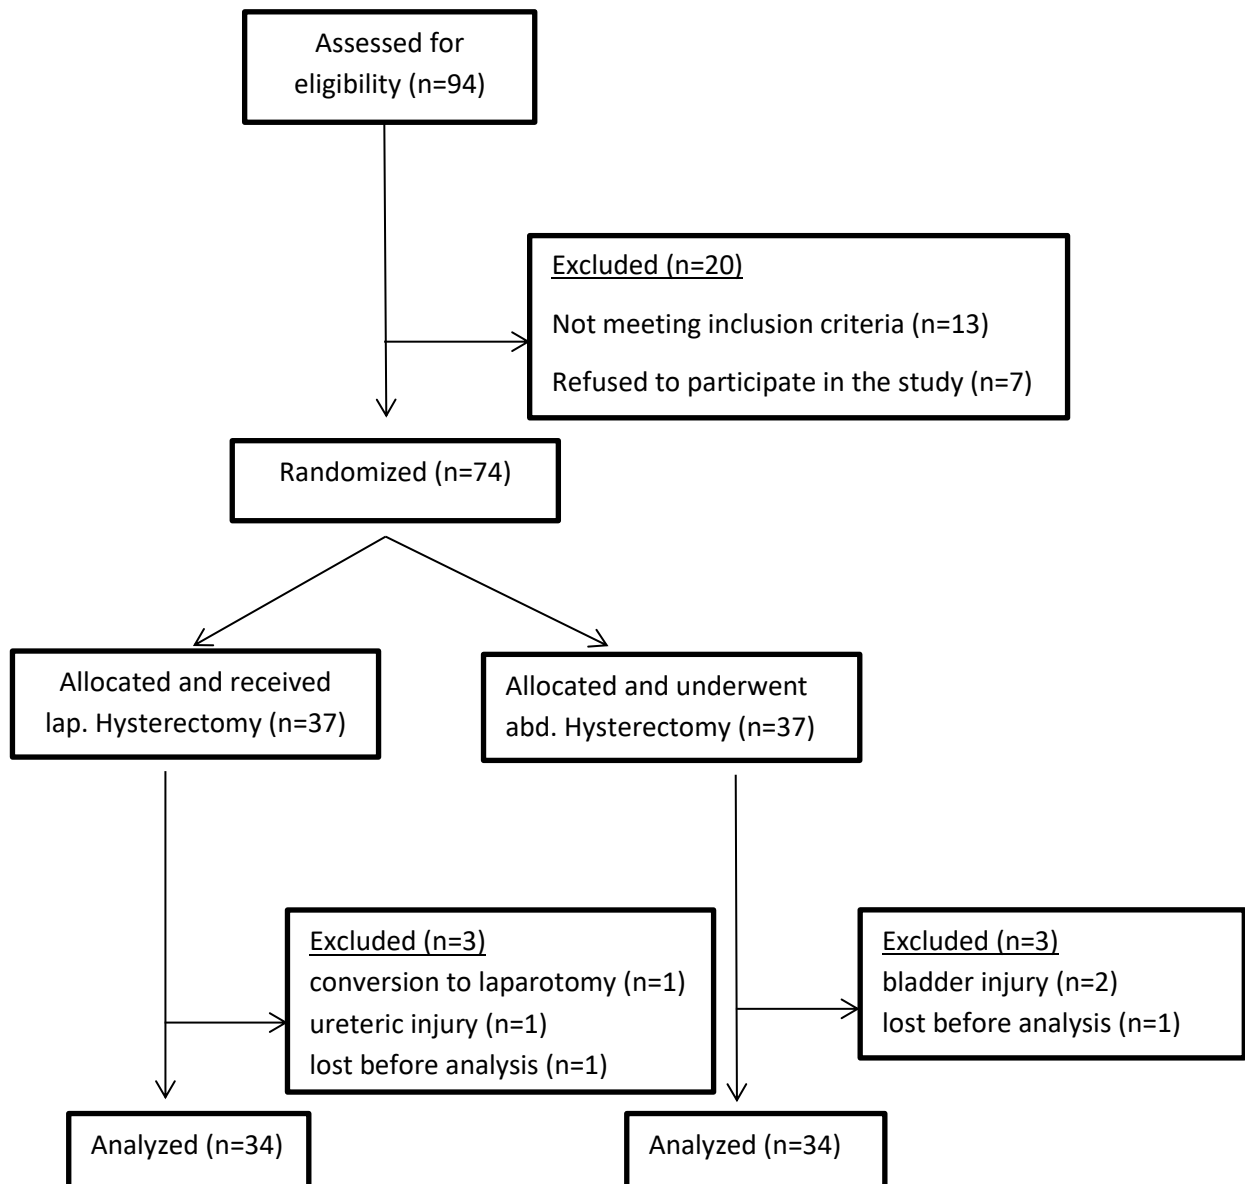 Assessed for
eligibility (n=94)
Excluded (n=20)
Not meeting inclusion criteria (n=13)
Refused to participate in the study (n=7)
Randomized (n=74)
Allocated and received
lap. Hysterectomy (n=37)
Allocated and underwent
abd. Hysterectomy (n=37)
Excluded (n=3)
conversion to laparotomy (n=1)
ureteric injury (n=1)
lost before analysis (n=1)
Excluded (n=3)
bladder injury (n=2)
lost before analysis (n=1)
Analyzed (n=34)
Analyzed (n=34)